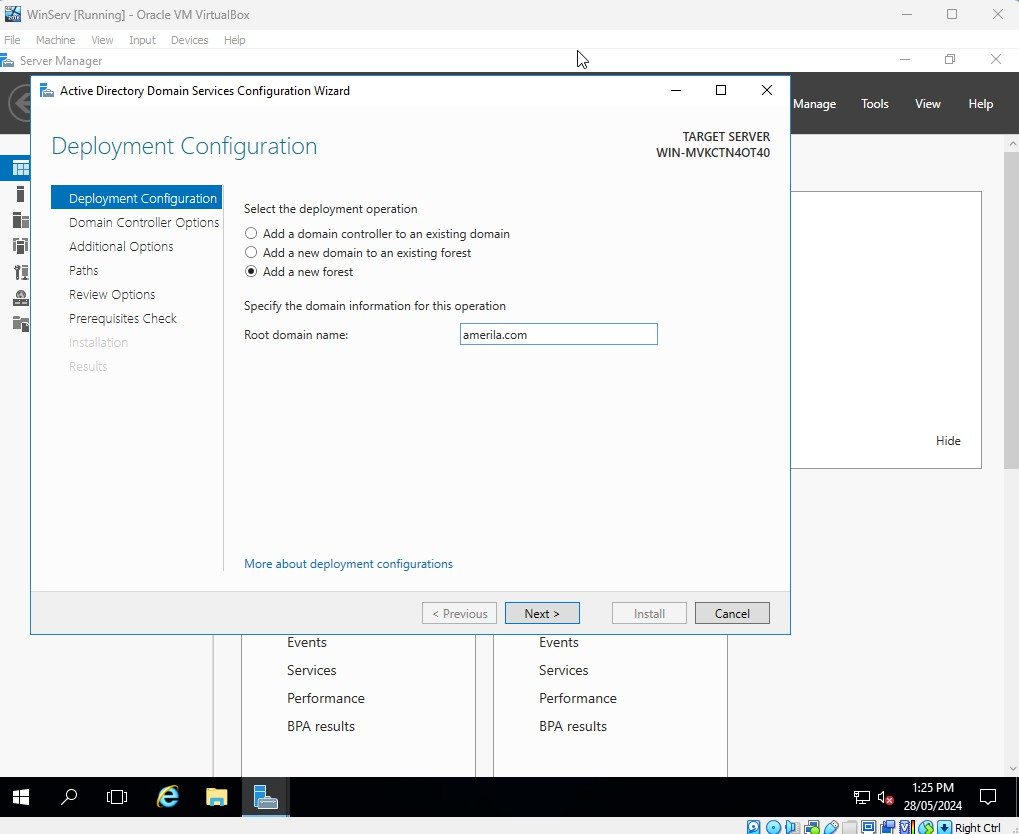 WinServ [Running] - Oracle VM VirtualBox
File Machine View Input Devices Help
Server Manager
Active Directory Domain Services Configuration Wizard
Manage Tools View Help
Deployment Configuration
TARGET SERVER
WIN-MVKCTN4OT40
Deployment Configuration
Domain Controller Options
Additional Options
Paths
Review Options
Prerequisites Check
Installation
Results
Select the deployment operation
Add a domain controller to an existing domain
Add a new domain to an existing forest
Add a new forest
Specify the domain information for this operation
Root domain name: amerila.com
More about deployment configurations
Hide
< Previous Next > Install Cancel
Events
Services
Performance
BPA results
Events
Services
Performance
BPA results
1:25 PM
28/05/2024
Right Ctrl